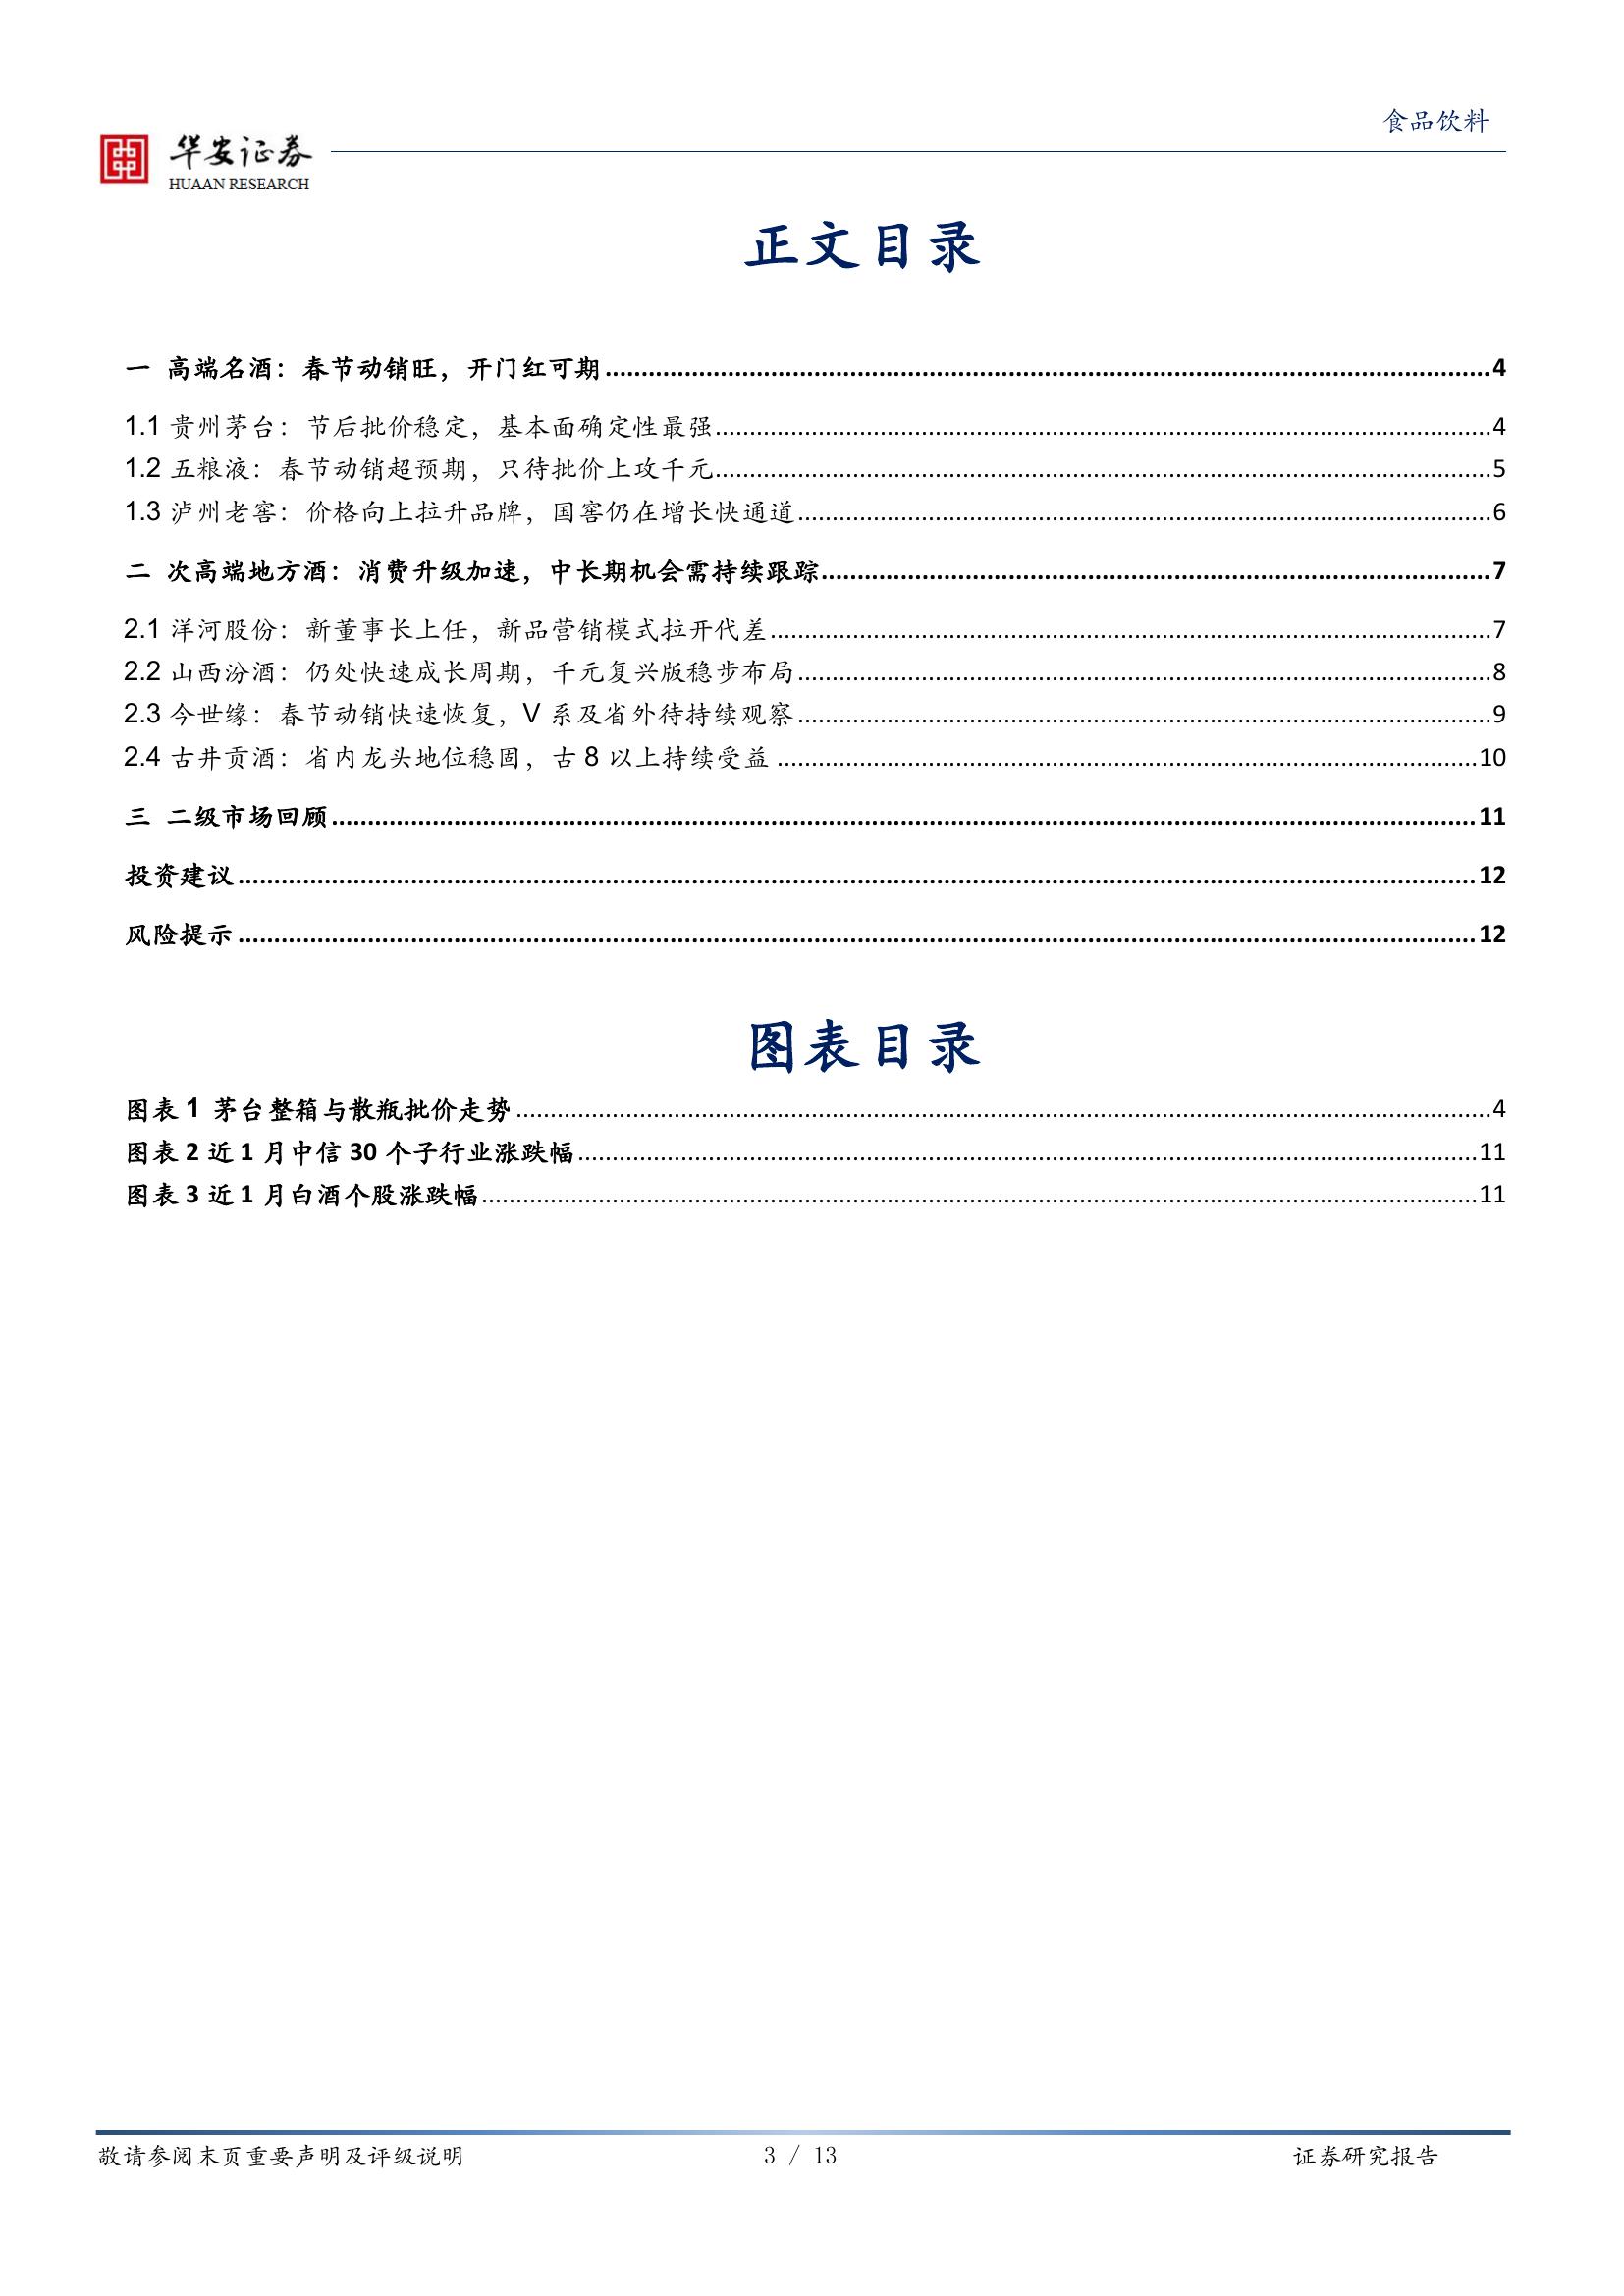 食品饮料
华安证券
HUAAN RESEARCH
正文目录
一 高端名酒：春节动销旺，开门红可期 4
1.1 贵州茅台：节后批价稳定，基本面确定性最强 4
1.2 五粮液：春节动销超预期，只待批价上攻千元 5
1.3 泸州老窖：价格向上拉升品牌，国窖仍在增长快通道 6
二 次高端地方酒：消费升级加速，中长期机会需持续跟踪 7
2.1 洋河股份：新董事长上任，新品营销模式拉开代差 7
2.2 山西汾酒：仍处快速成长周期，千元复兴版稳步布局 8
2.3 今世缘：春节动销快速恢复，V 系及省外待持续观察 9
2.4 古井贡酒：省内龙头地位稳固，古 8 以上持续受益 10
三 二级市场回顾 11
投资建议 12
风险提示 12
图表目录
图表 1 茅台整箱与散瓶批价走势 4
图表 2 近 1 月中信 30 个子行业涨跌幅 11
图表 3 近 1 月白酒个股涨跌幅 11
敬请参阅末页重要声明及评级说明 3 / 13 证券研究报告